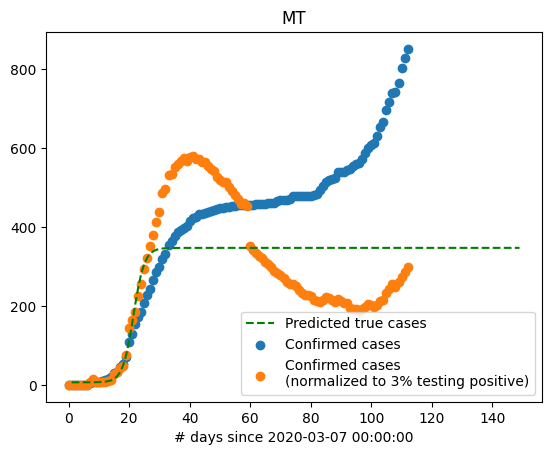 MT
800
600
400
200
0
Predicted true cases
Confirmed cases
Confirmed cases
(normalized to 3% testing positive)
0 20 40 60 80 100 120 140
# days since 2020-03-07 00:00:00